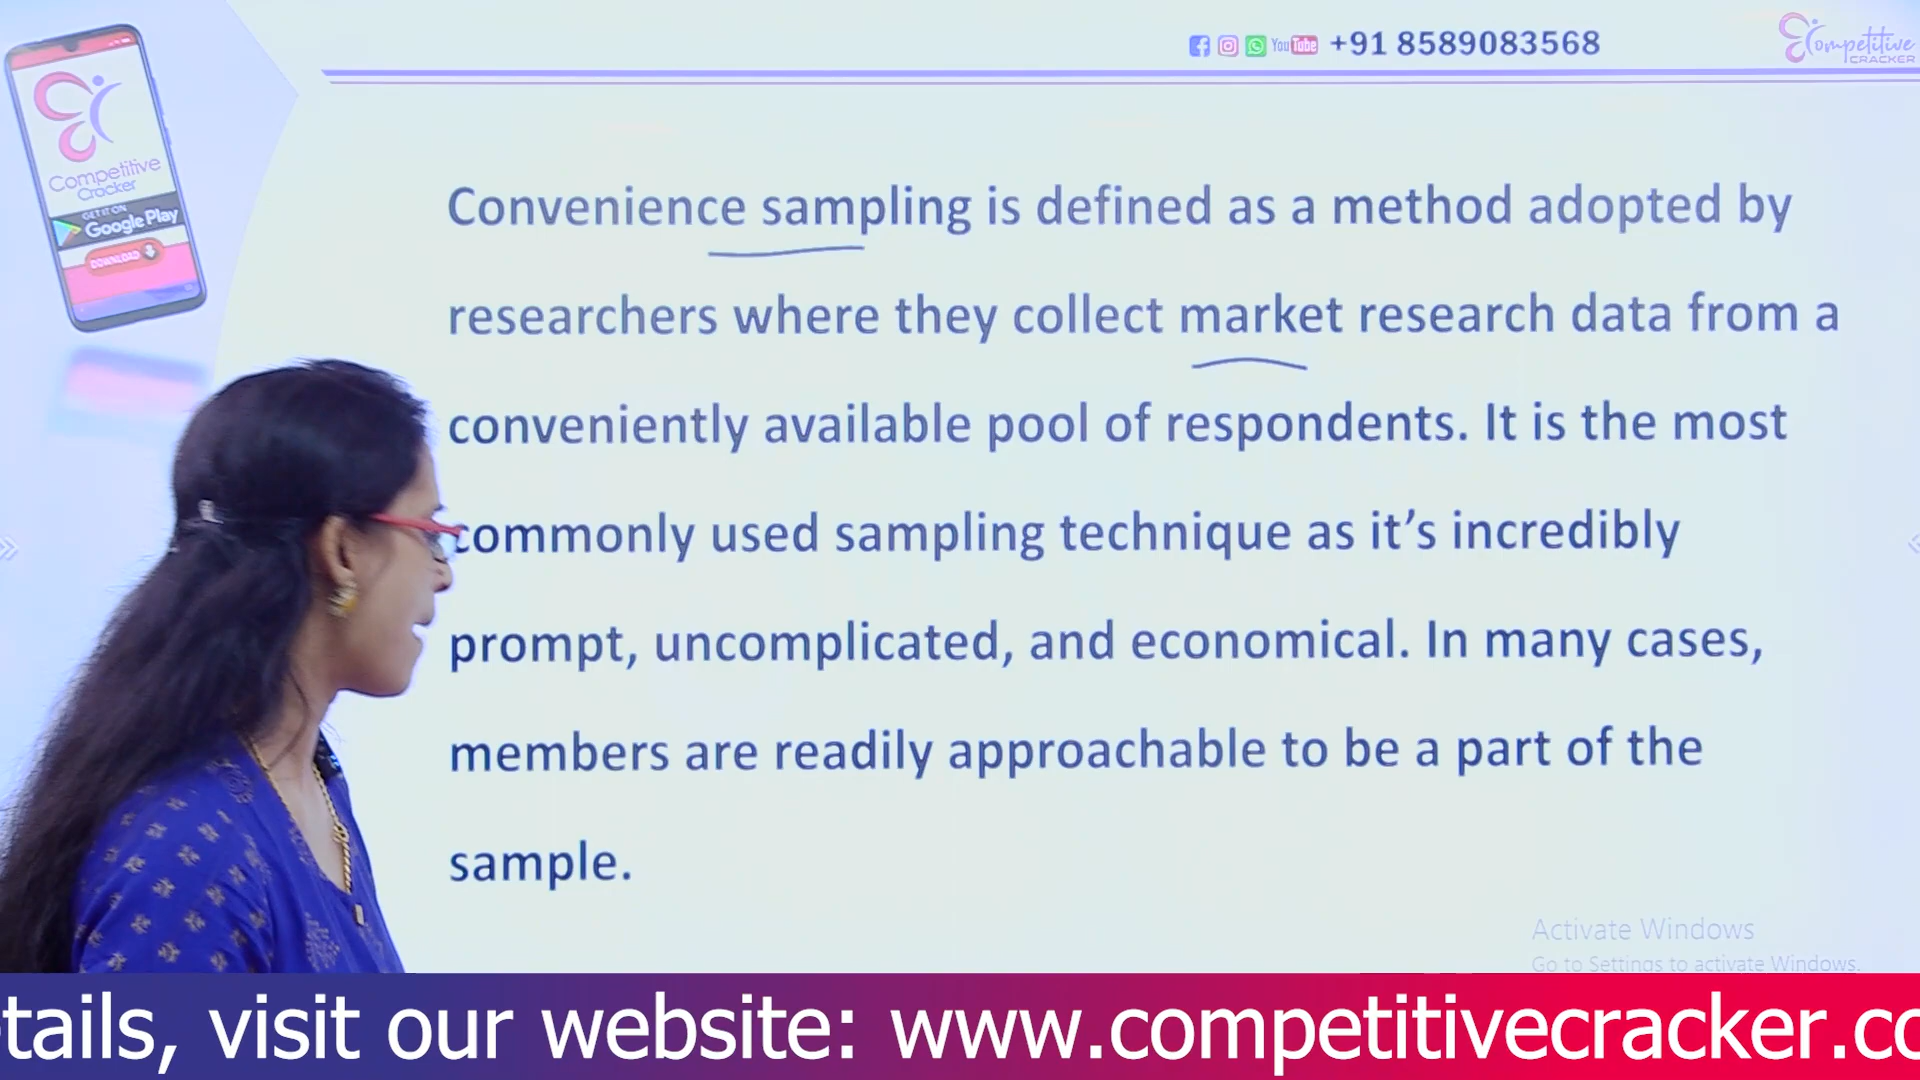 You Tube +91 8589083568
Competitive
CRACKER
Competitive
Cracker
GET IT ON
Google Play
DOWNLOAD
Convenience sampling is defined as a method adopted by
researchers where they collect market research data from a
conveniently available pool of respondents. It is the most
commonly used sampling technique as it’s incredibly
prompt, uncomplicated, and economical. In many cases,
members are readily approachable to be a part of the
sample.
Activate Windows
Go to Settings to activate Windows.
tails, visit our website: www.competitivecracker.co